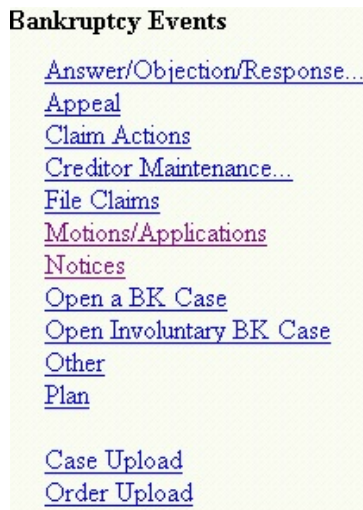 Bankruptcy Events
Answer/Objection/Response...
Appeal
Claim Actions
Creditor Maintenance...
File Claims
Motions/Applications
Notices
Open a BK Case
Open Involuntary BK Case
Other
Plan
Case Upload
Order Upload